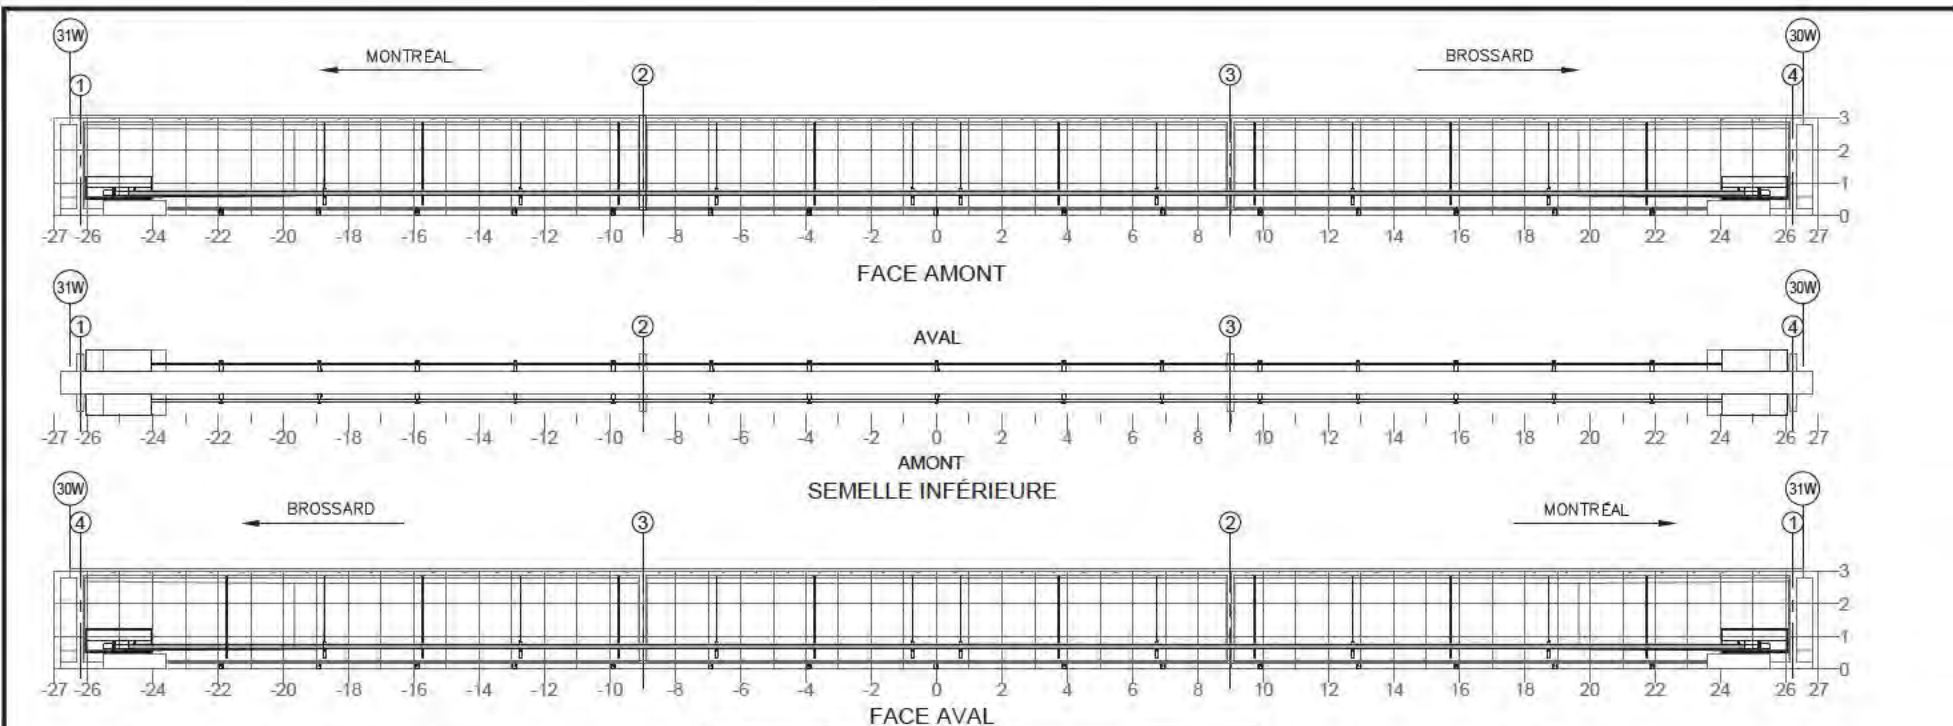 31W 30W
MONTRÉAL BROSSARD
1 2 3 4
3
2
1
0
-27 -26 -24 -22 -20 -18 -16 -14 -12 -10 -8 -6 -4 -2 0 2 4 6 8 10 12 14 16 18 20 22 24 26 27
FACE AMONT
31W 30W
1 2 3 4
AVAL
-27 -26 -24 -22 -20 -18 -16 -14 -12 -10 -8 -6 -4 -2 0 2 4 6 8 10 12 14 16 18 20 22 24 26 27
AMONT
SEMELLE INFÉRIEURE
30W 31W
BROSSARD MONTRÉAL
4 3 2 1
3
2
1
0
-27 -26 -24 -22 -20 -18 -16 -14 -12 -10 -8 -6 -4 -2 0 2 4 6 8 10 12 14 16 18 20 22 24 26 27
FACE AVAL